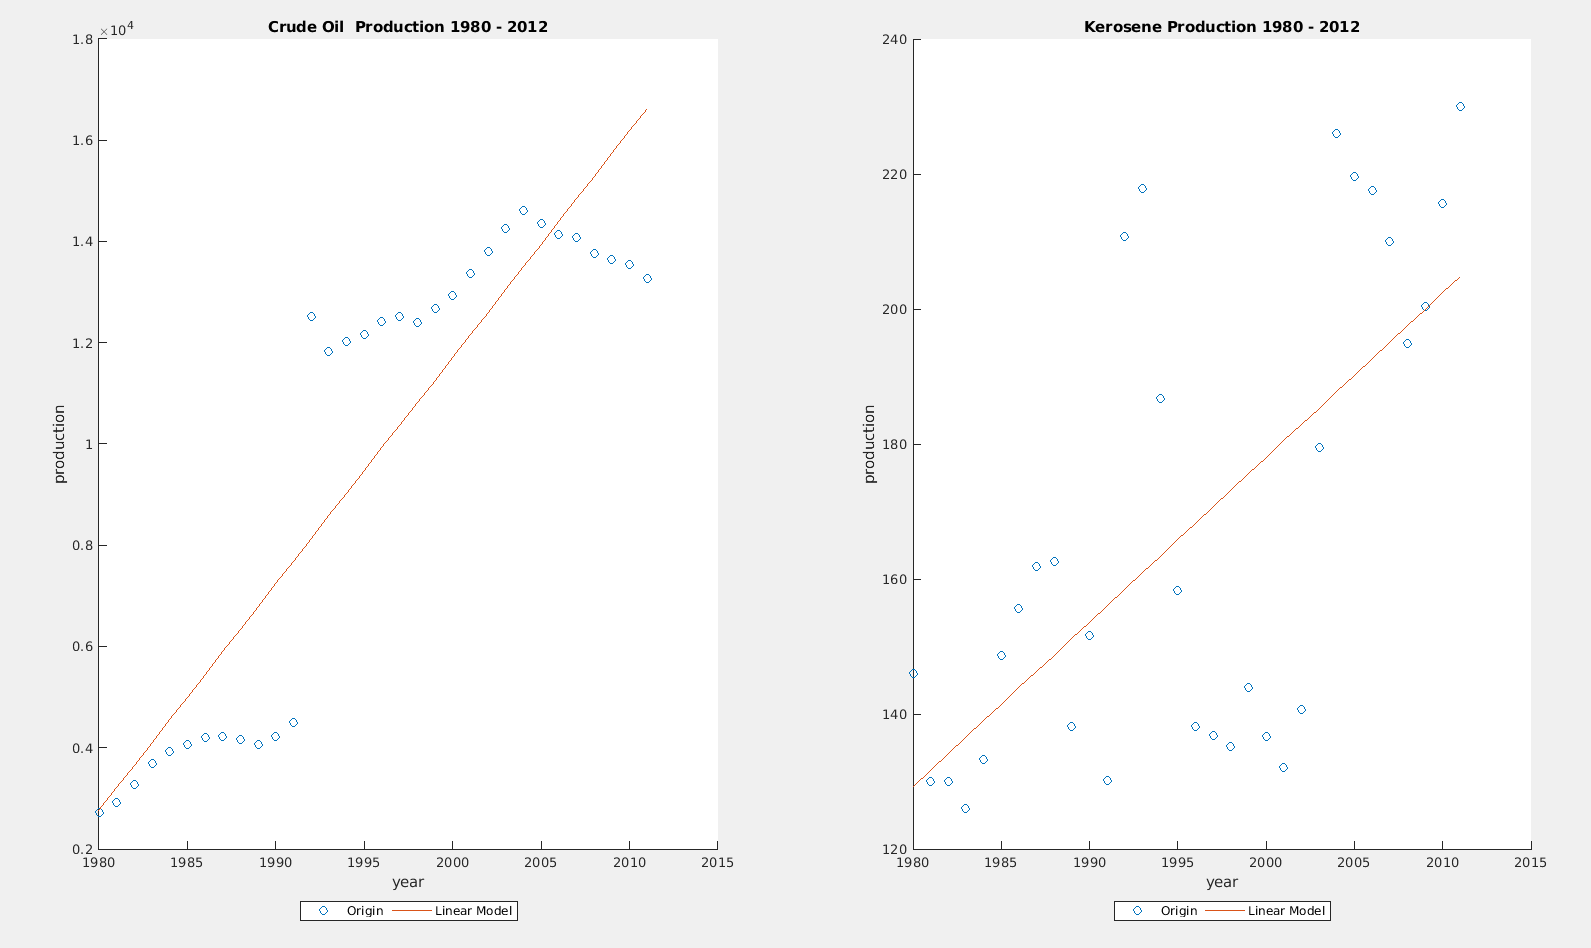 Crude Oil  Production 1980 - 2012
×10^4
1.8
1.6
1.4
1.2
1
0.8
0.6
0.4
0.2
production
1980 1985 1990 1995 2000 2005 2010 2015
year
Origin Linear Model
Kerosene Production 1980 - 2012
240
220
200
180
160
140
120
production
1980 1985 1990 1995 2000 2005 2010 2015
year
Origin Linear Model